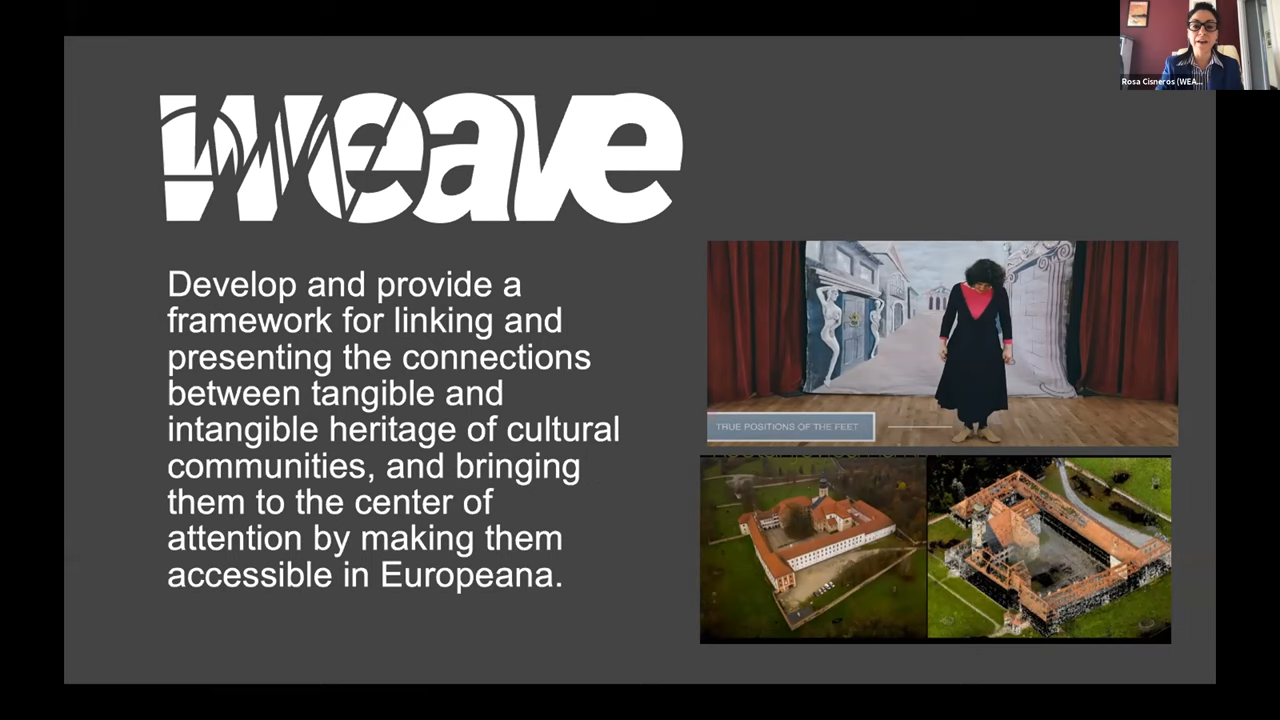 Rosa Cisneros (WEA...
weave
Develop and provide a
framework for linking and
presenting the connections
between tangible and
intangible heritage of cultural
communities, and bringing
them to the center of
attention by making them
accessible in Europeana.
TRUE POSITIONS OF THE FEET